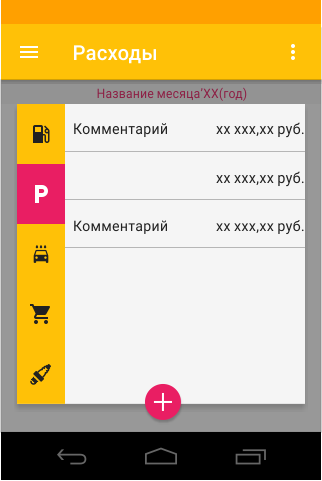 Расходы
Название месяца'XX(год)
Комментарий xx xxx,xx руб.
P xx xxx,xx руб.
Комментарий xx xxx,xx руб.